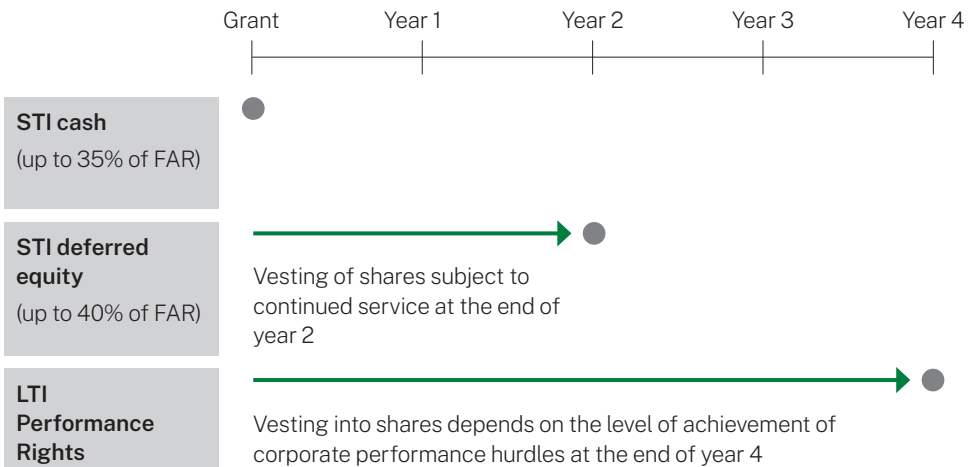 Grant Year 1 Year 2 Year 3 Year 4
STI cash
(up to 35% of FAR)
STI deferred
equity
(up to 40% of FAR)
Vesting of shares subject to
continued service at the end of
year 2
LTI
Performance
Rights
Vesting into shares depends on the level of achievement of
corporate performance hurdles at the end of year 4